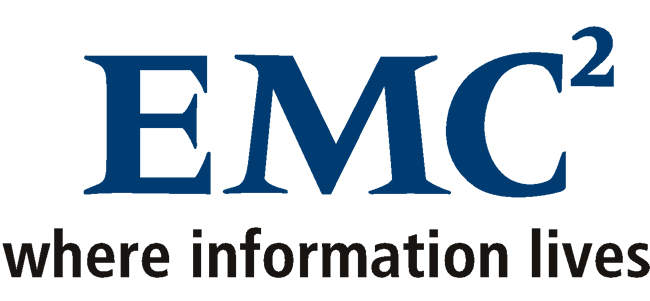 EMC²
where information lives